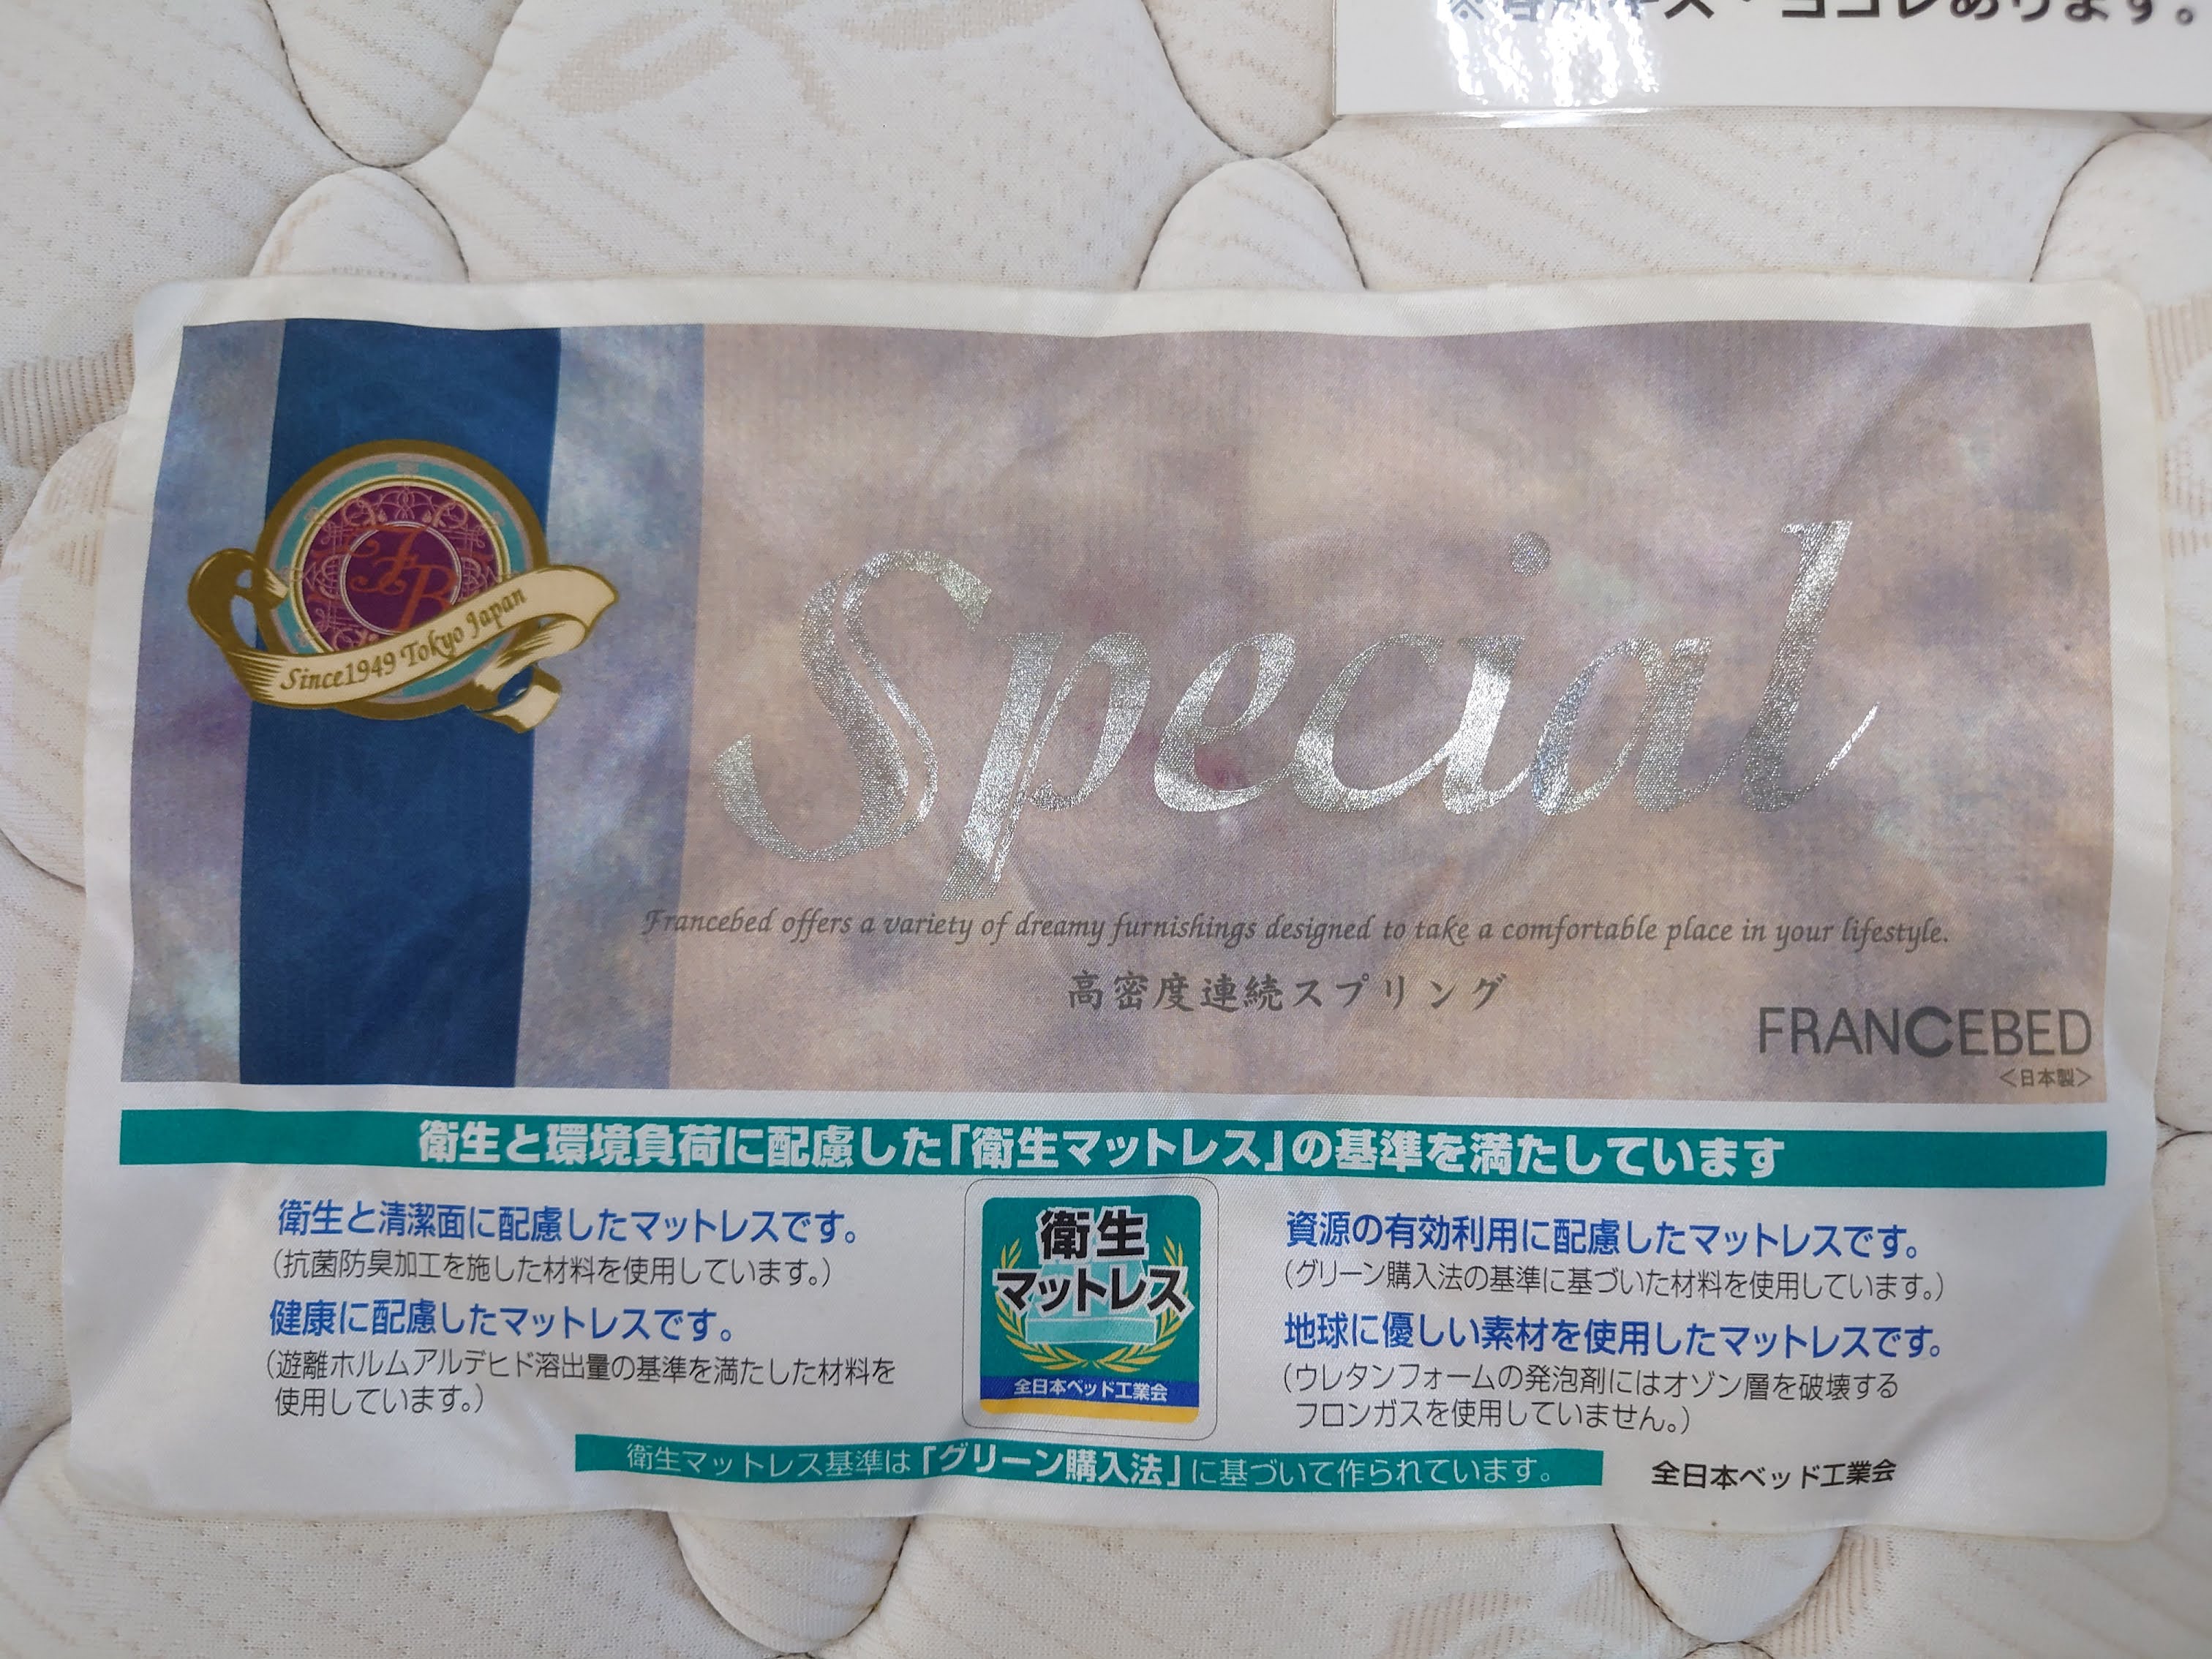 キズ・ヨゴレあります。
FB
Since1949 Tokyo Japan
Special
Francebed offers a variety of dreamy furnishings designed to take a comfortable place in your lifestyle.
高密度連続スプリング
FRANCEBED
＜日本製＞
衛生と環境負荷に配慮した「衛生マットレス」の基準を満たしています
衛生と清潔面に配慮したマットレスです。
（抗菌防臭加工を施した材料を使用しています。）
健康に配慮したマットレスです。
（遊離ホルムアルデヒド溶出量の基準を満たした材料を
使用しています。）
衛生
マットレス
全日本ベッド工業会
資源の有効利用に配慮したマットレスです。
（グリーン購入法の基準に基づいた材料を使用しています。）
地球に優しい素材を使用したマットレスです。
（ウレタンフォームの発泡剤にはオゾン層を破壊する
フロンガスを使用していません。）
衛生マットレス基準は「グリーン購入法」に基づいて作られています。
全日本ベッド工業会